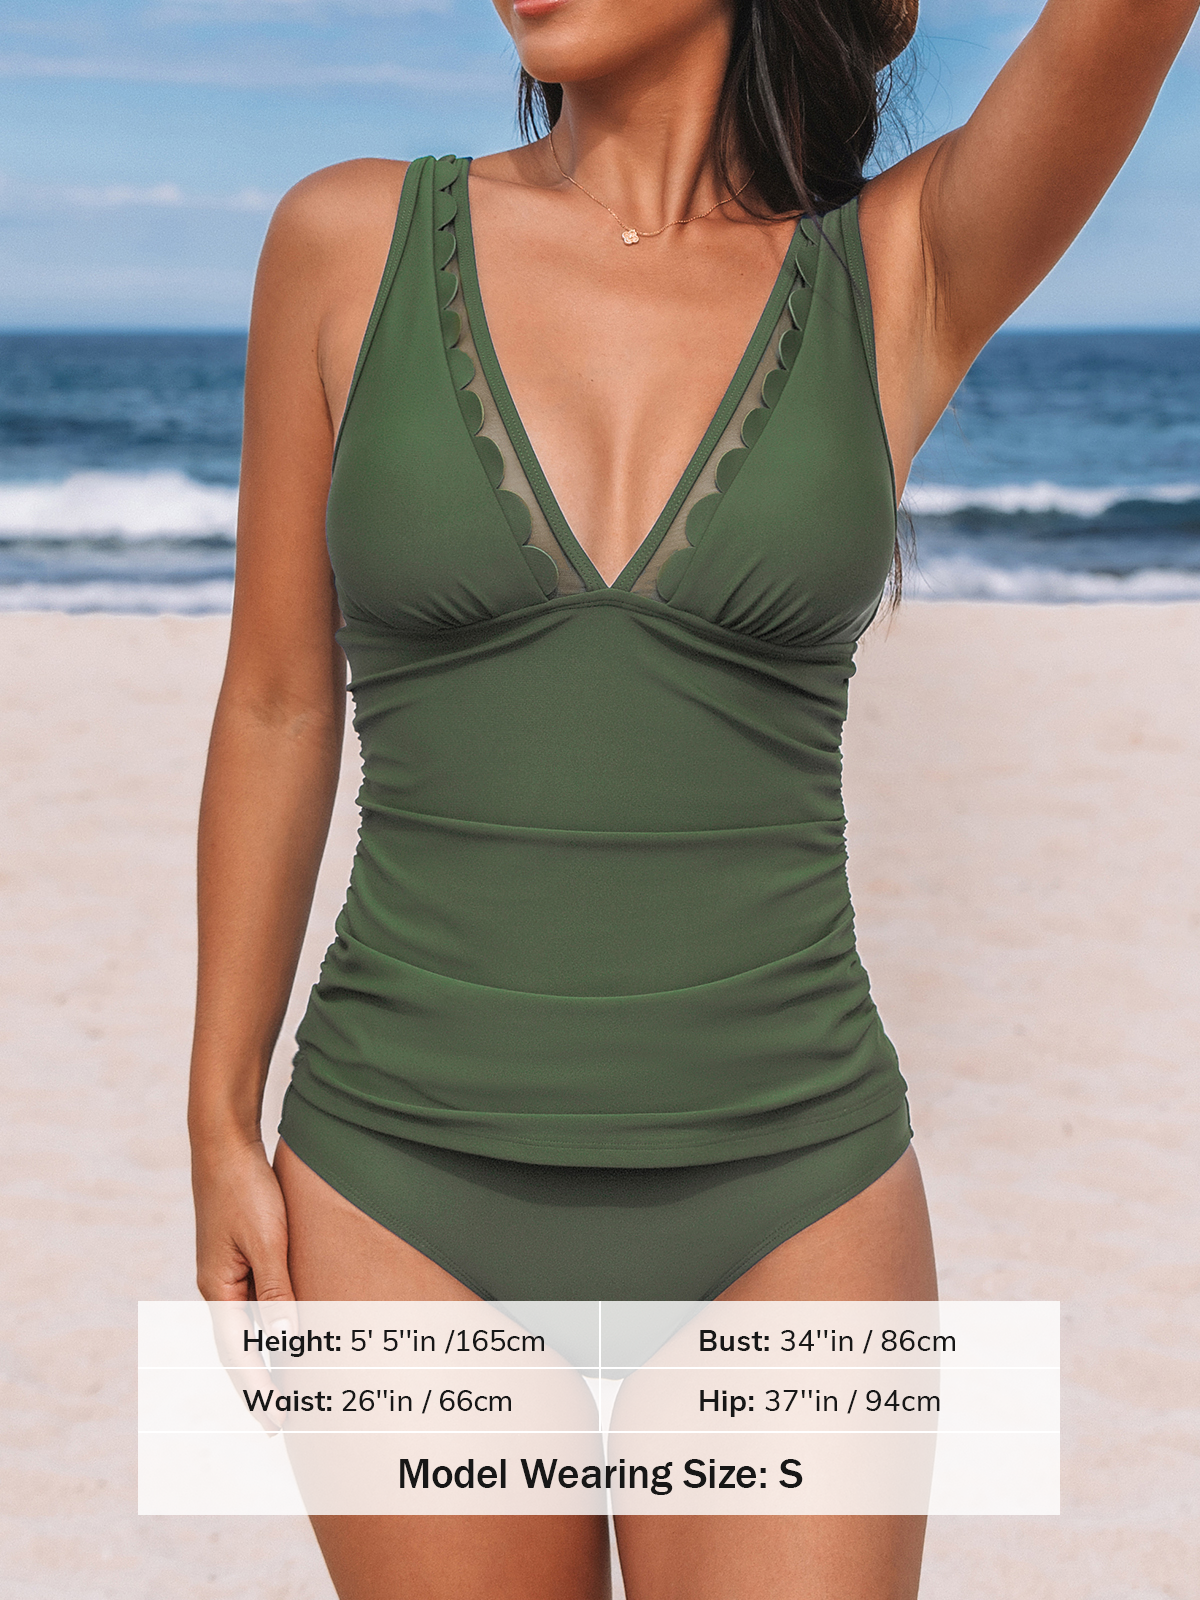 Height: 5' 5''in /165cm
Bust: 34''in / 86cm
Waist: 26''in / 66cm
Hip: 37''in / 94cm
Model Wearing Size: S